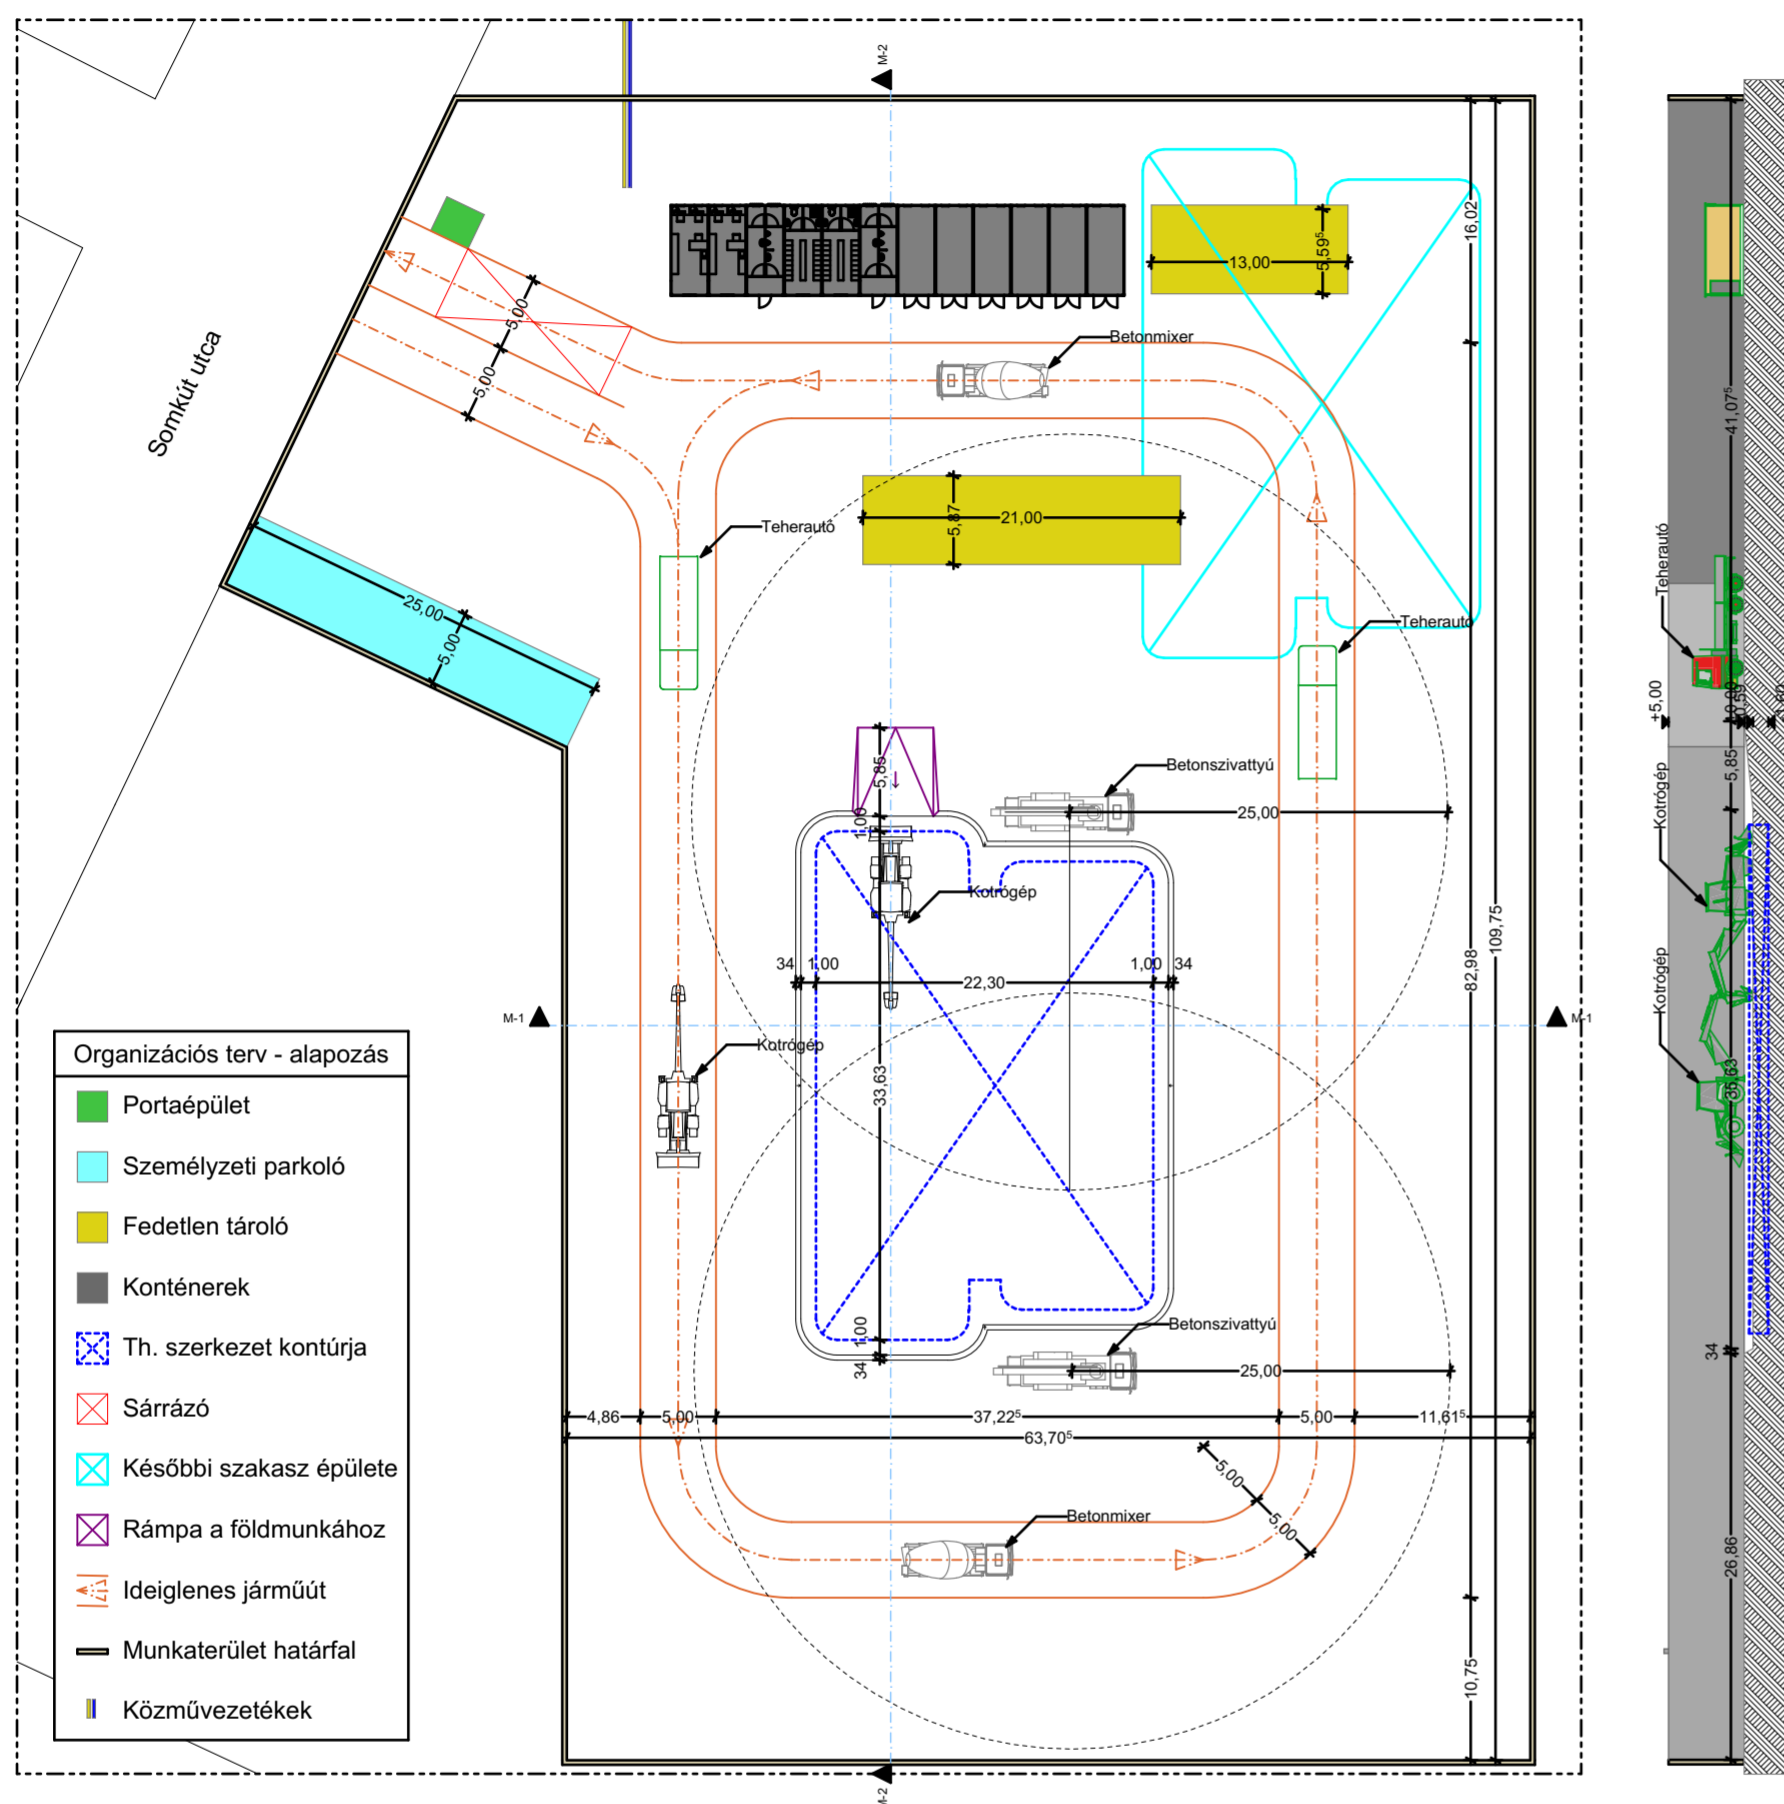 M-2
Somkút utca
5,00
5,00
Betonmixer
13,00
5,59⁵
16,02
Teherautó
5,87
21,00
25,00
5,00
Teherautó
5,85
1,00
Betonszivattyú
25,00
Kotrógép
34
1,00
22,30
1,00
34
82,98
109,75
M-1
M-1
Kotrógép
33,63
1,00
34
Betonszivattyú
25,00
4,86
5,00
37,22⁵
5,00
11,61⁵
63,70⁵
5,00
5,00
Betonmixer
10,75
M-2
Organizációs terv - alapozás
Portaépület
Személyzeti parkoló
Fedetlen tároló
Konténerek
Th. szerkezet kontúrja
Sárrázó
Későbbi szakasz épülete
Rámpa a földmunkához
Ideiglenes járműút
Munkaterület határfal
Közművezetékek
41,07⁵
Teherautó
+5,00
5,85
Kotrógép
Kotrógép
35,63
34
26,86